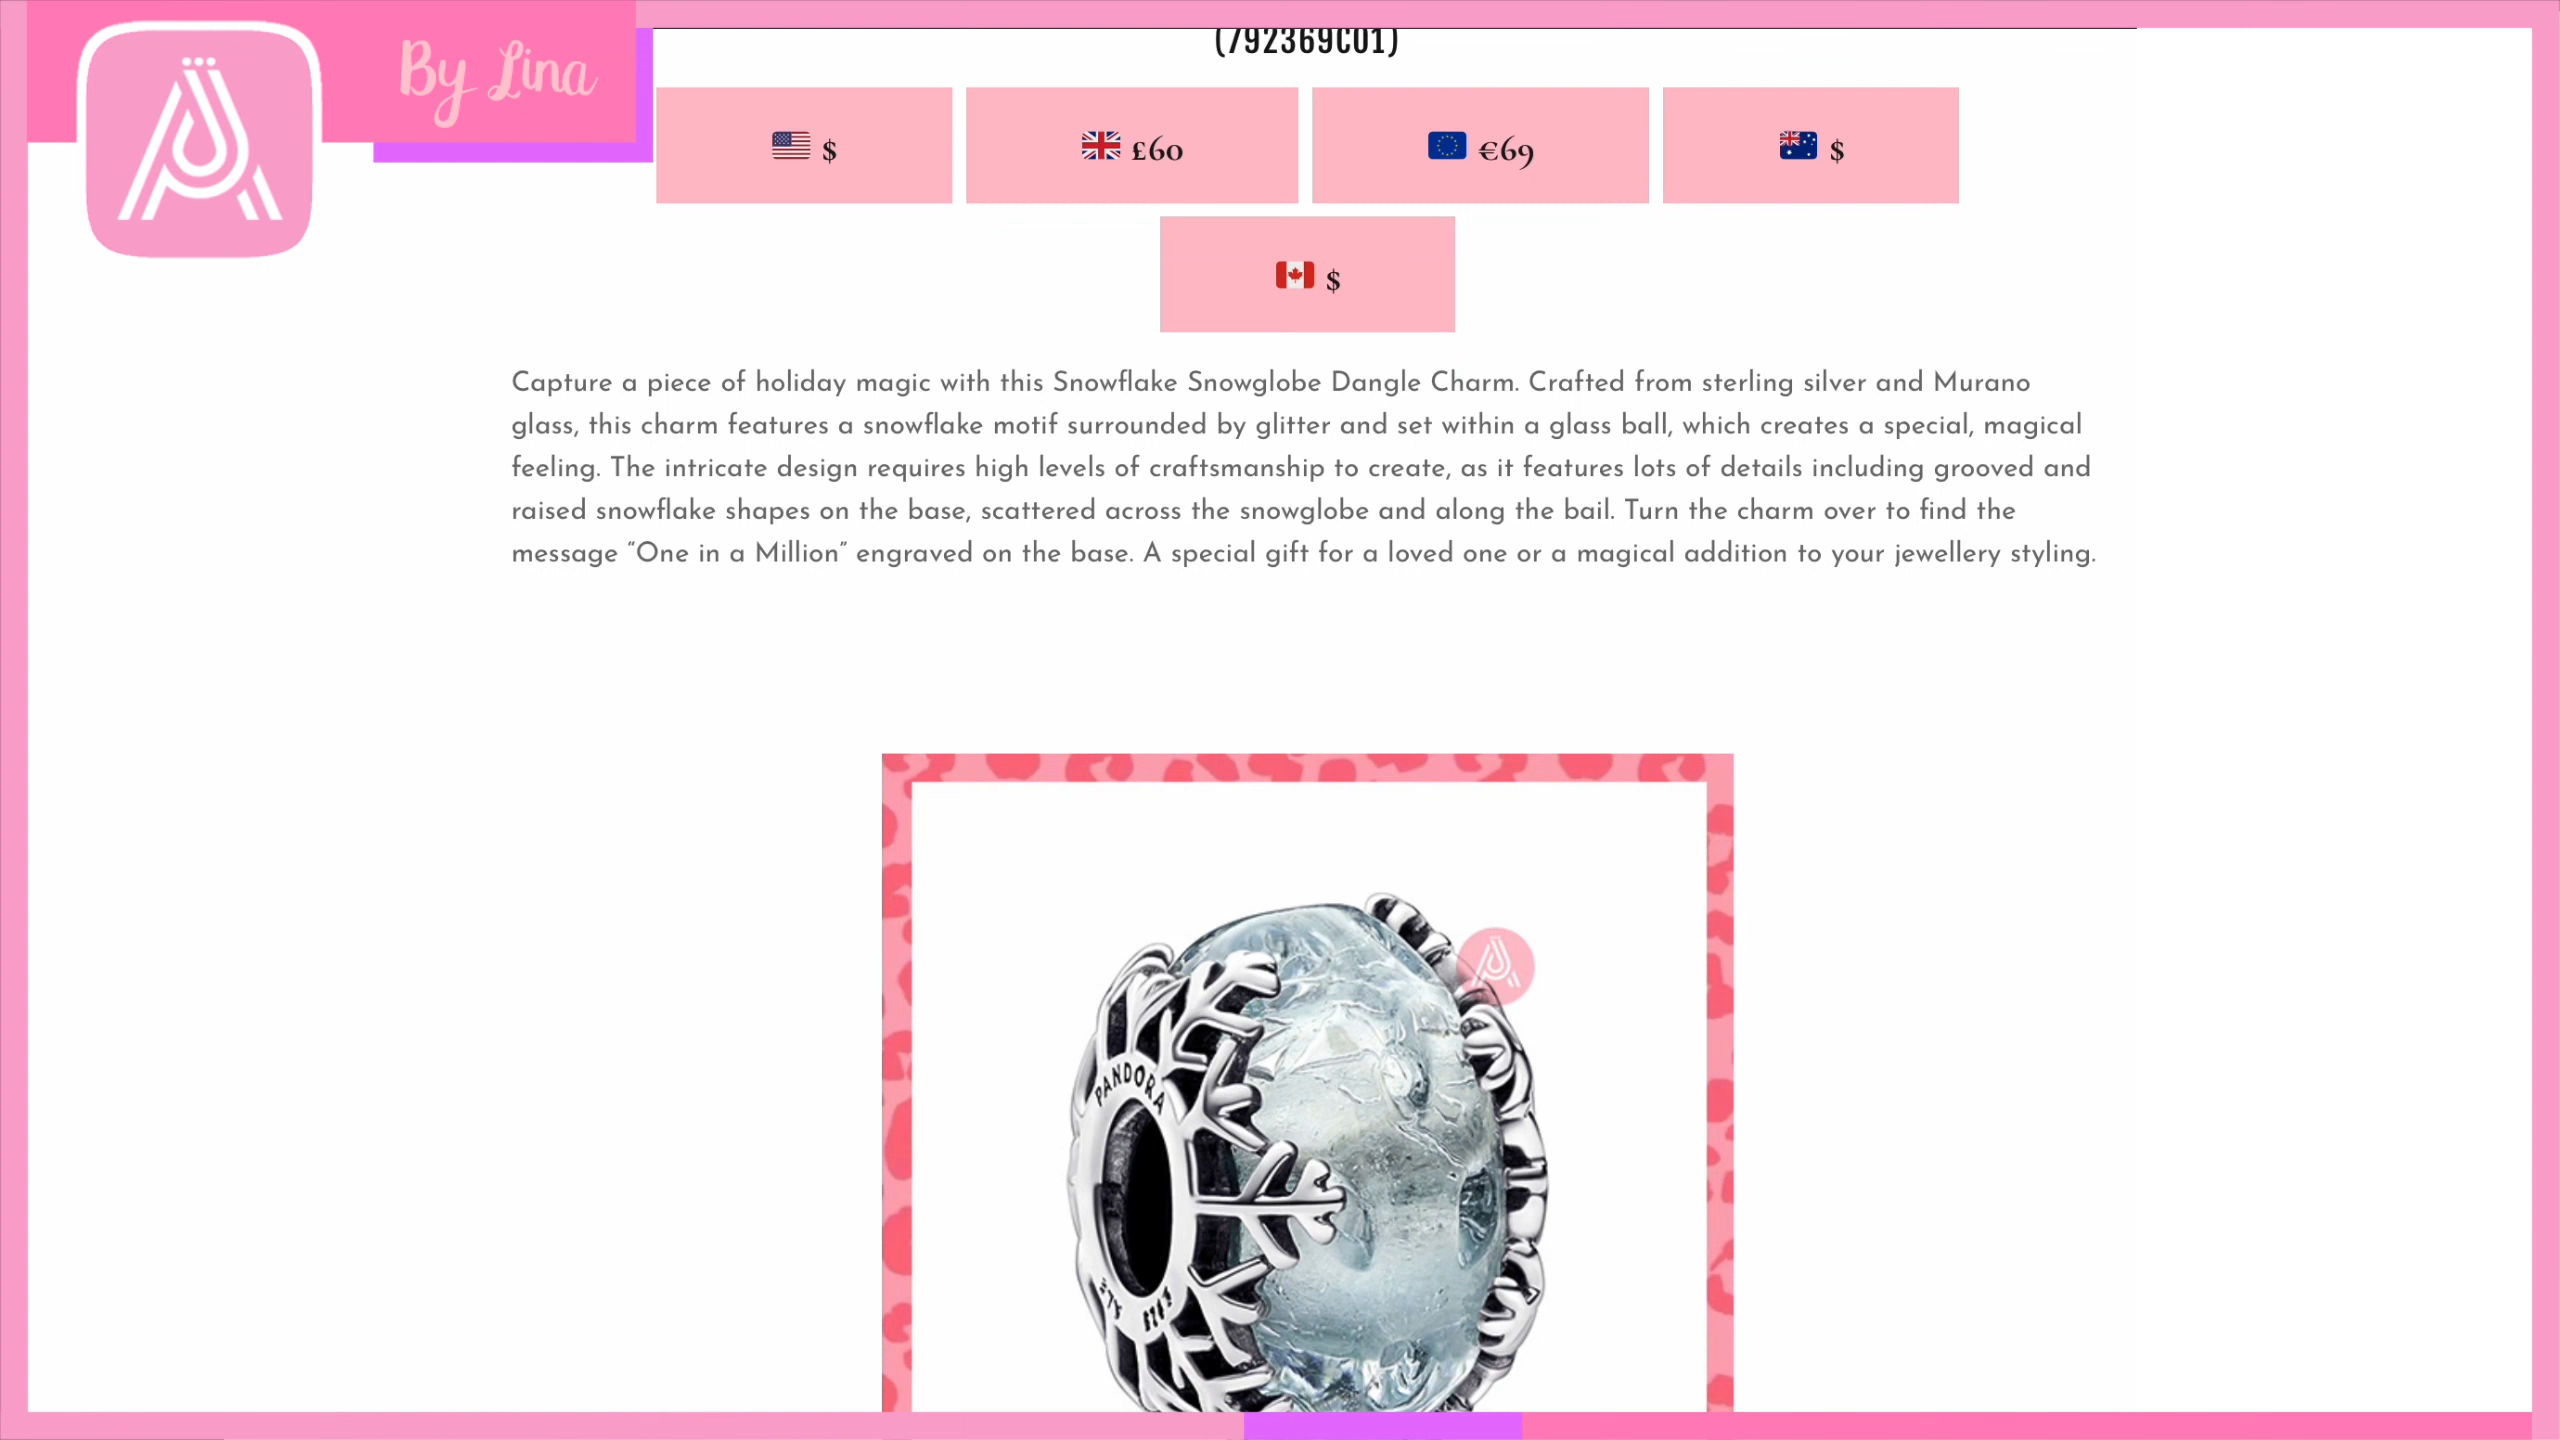 By Lina
(792369C01)
$
£60
€69
$
$
Capture a piece of holiday magic with this Snowflake Snowglobe Dangle Charm. Crafted from sterling silver and Murano
glass, this charm features a snowflake motif surrounded by glitter and set within a glass ball, which creates a special, magical
feeling. The intricate design requires high levels of craftsmanship to create, as it features lots of details including grooved and
raised snowflake shapes on the base, scattered across the snowglobe and along the bail. Turn the charm over to find the
message “One in a Million” engraved on the base. A special gift for a loved one or a magical addition to your jewellery styling.
PANDORA